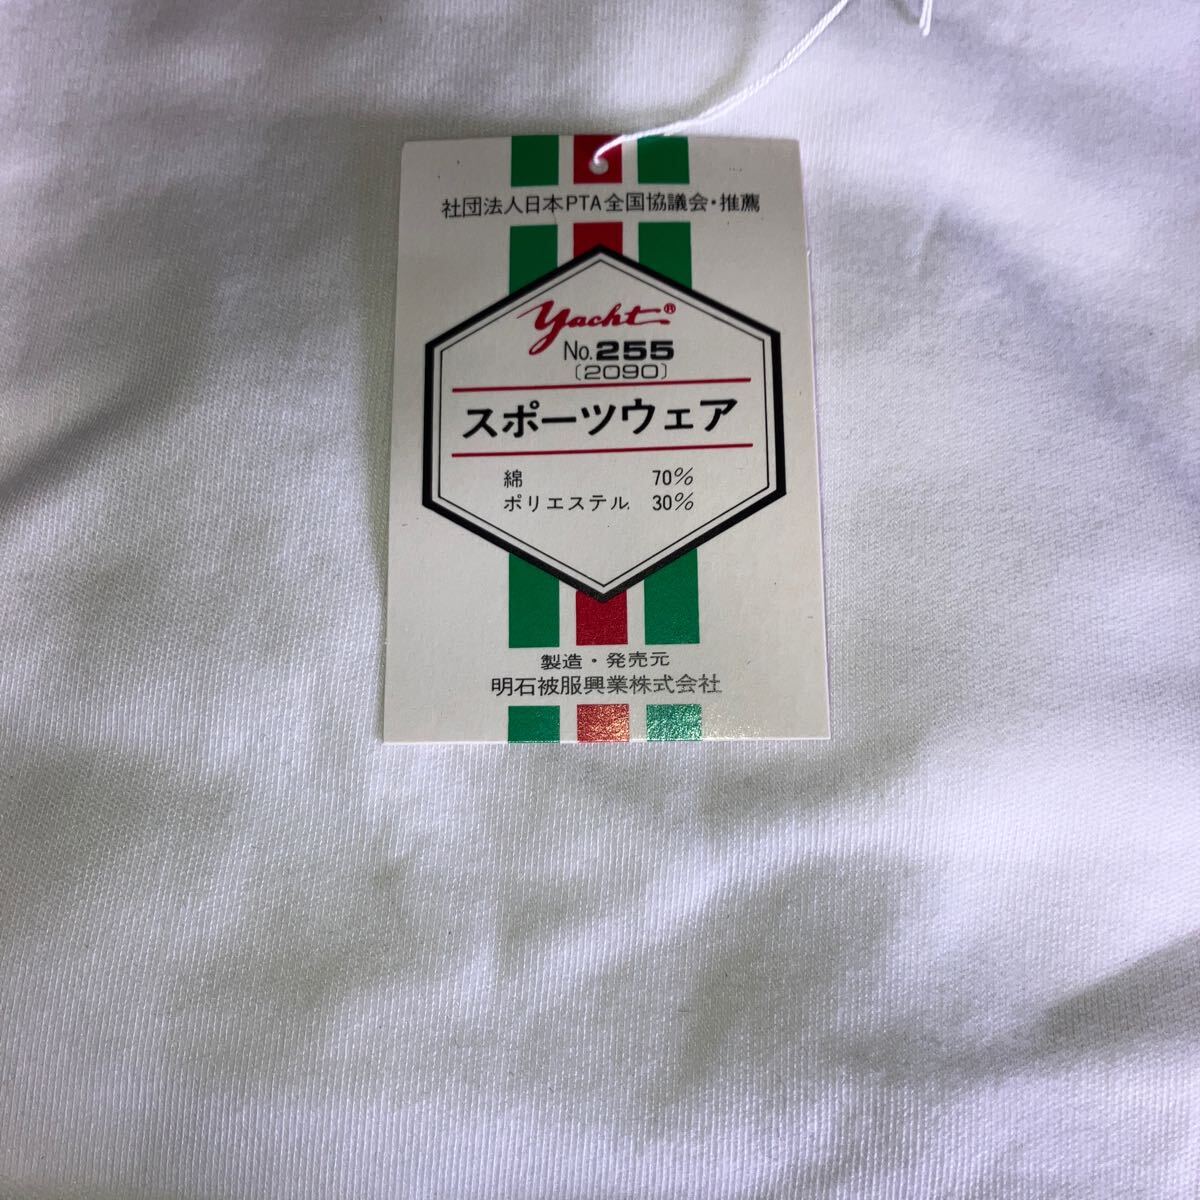 社団法人日本PTA全国協議会・推薦
yacht®
No.255
〔2090〕
スポーツウェア
綿 70%
ポリエステル. 30%
製造・発売元
明石被服興業株式会社